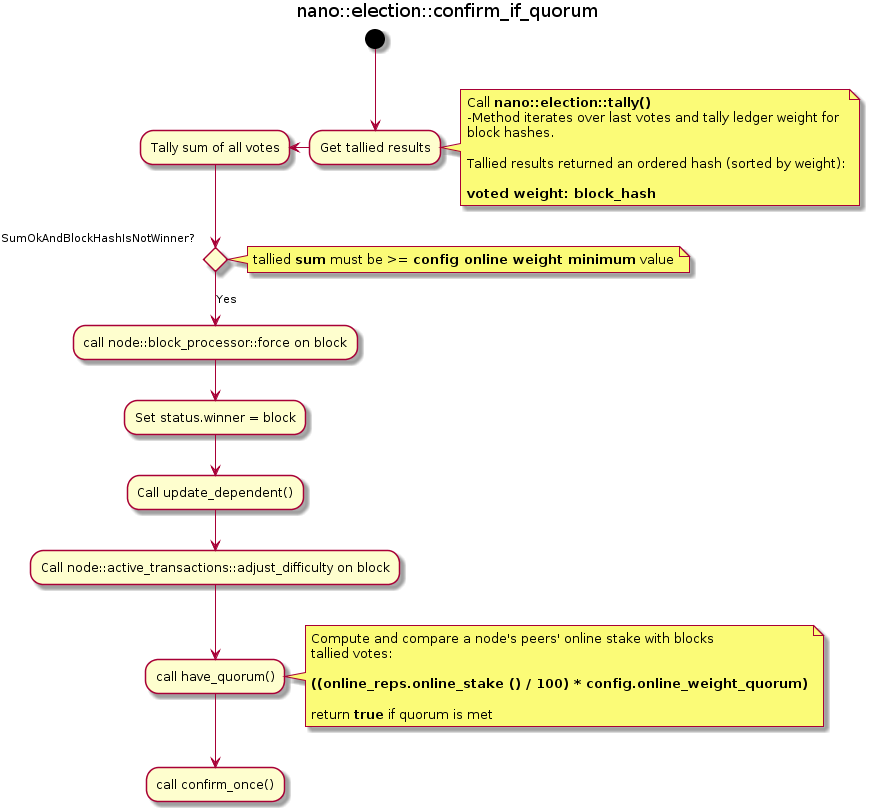 nano::election::confirm_if_quorum
Call nano::election::tally()
-Method iterates over last votes and tally ledger weight for
block hashes.
Tallied results returned an ordered hash (sorted by weight):
voted weight: block_hash
Get tallied results
Tally sum of all votes
SumOkAndBlockHashIsNotWinner?
tallied sum must be >= config online weight minimum value
Yes
call node::block_processor::force on block
Set status.winner = block
Call update_dependent()
Call node::active_transactions::adjust_difficulty on block
Compute and compare a node's peers' online stake with blocks
tallied votes:
((online_reps.online_stake () / 100) * config.online_weight_quorum)
return true if quorum is met
call have_quorum()
call confirm_once()